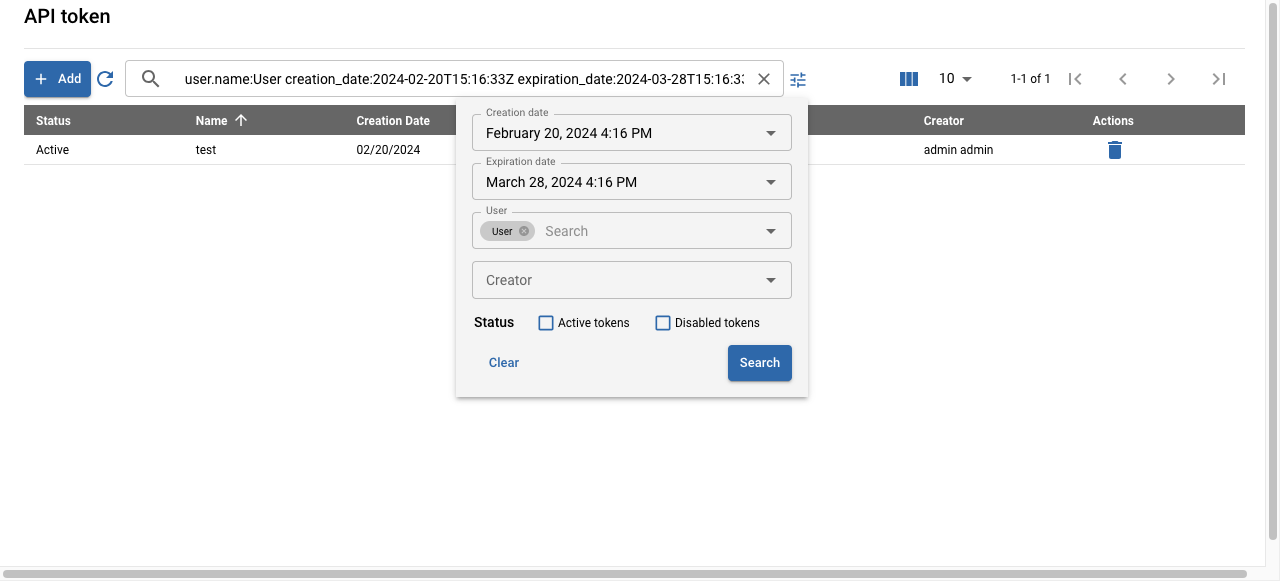 API token
Add
user.name:User creation_date:2024-02-20T15:16:33Z expiration_date:2024-03-28T15:16:33
10
1-1 of 1
Status Name Creation Date Creator Actions
Active test 02/20/2024 admin admin
Creation date
February 20, 2024 4:16 PM
Expiration date
March 28, 2024 4:16 PM
User
User Search
Creator
Status Active tokens Disabled tokens
Clear Search